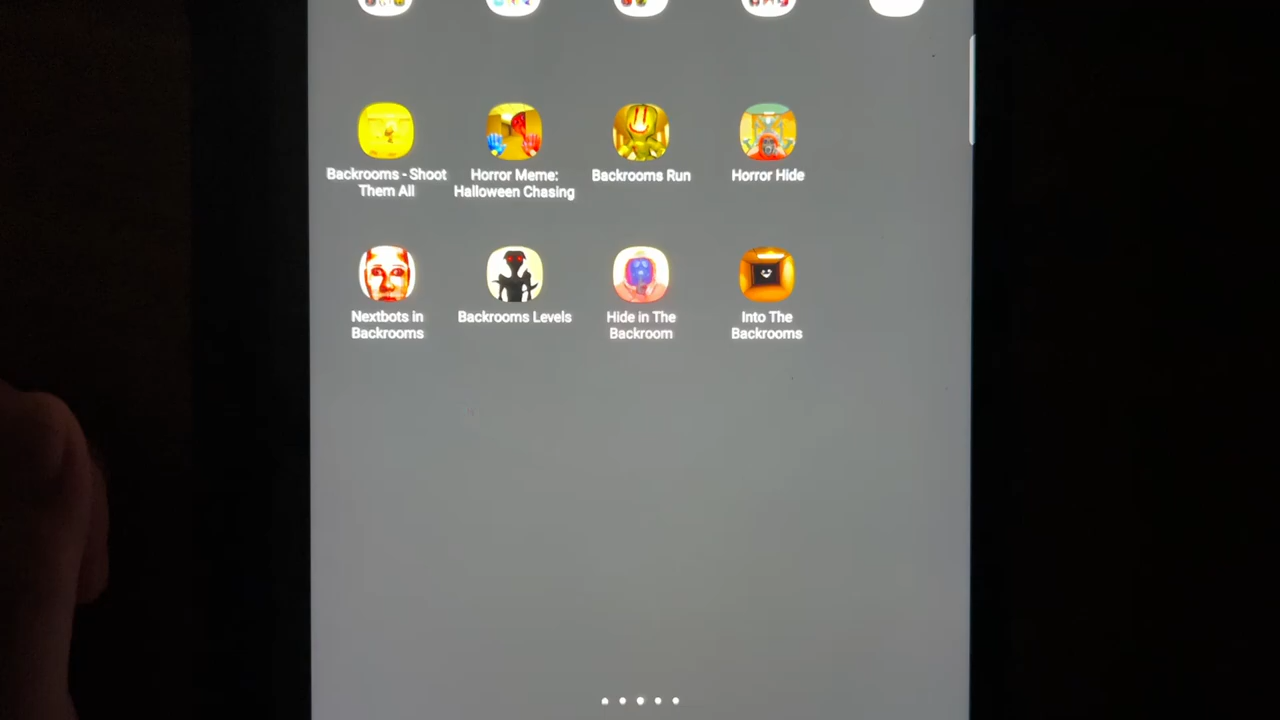 Backrooms - Shoot
Them All
Horror Meme:
Halloween Chasing
Backrooms Run
Horror Hide
Nextbots in
Backrooms
Backrooms Levels
Hide in The
Backroom
Into The
Backrooms